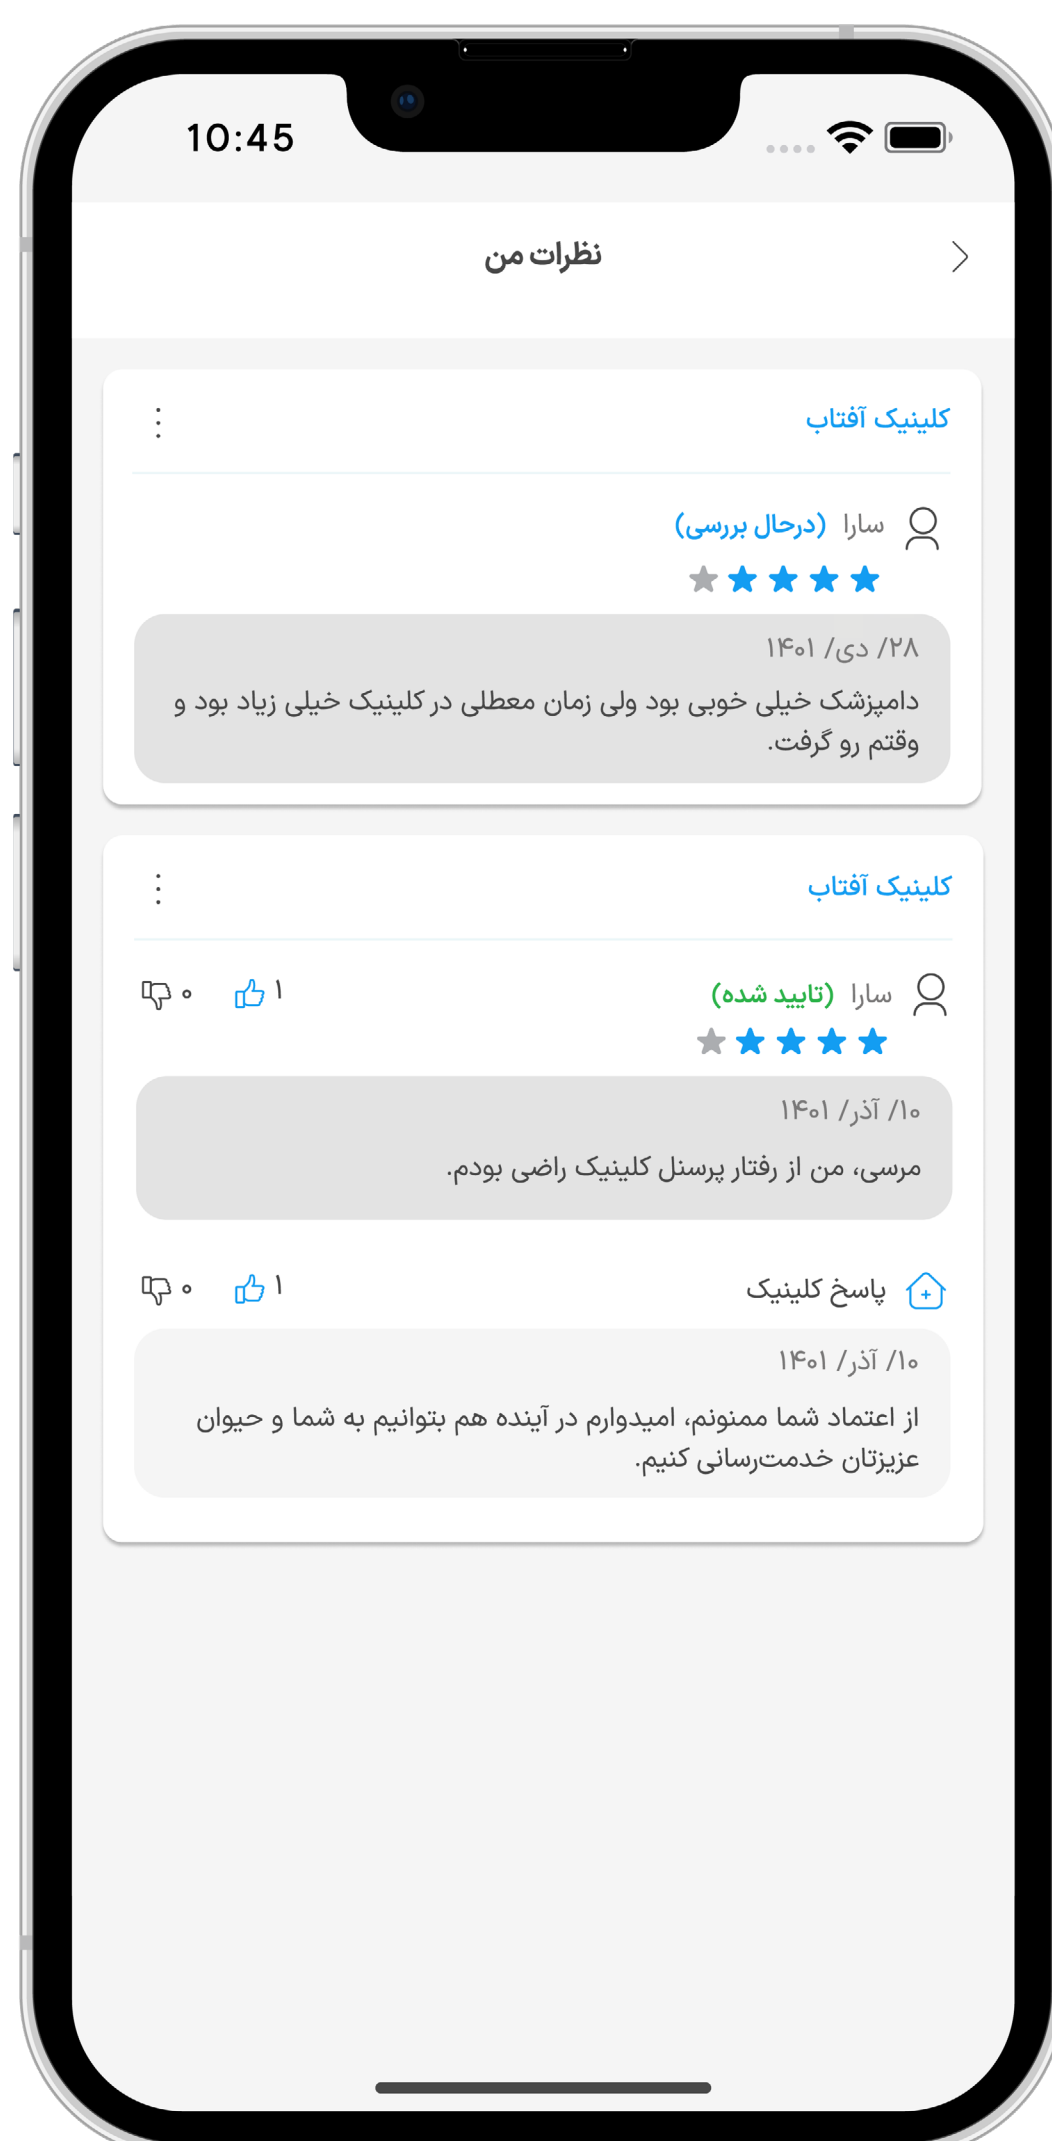 10:45
نظرات من
کلینیک آفتاب
سارا (درحال بررسی)
۲۸/ دی/ ۱۴۰۱
دامپزشک خیلی خوبی بود ولی زمان معطلی در کلینیک خیلی زیاد بود و
وقتم رو گرفت.
کلینیک آفتاب
سارا (تایید شده) ۱ ۰
۱۰/ آذر/ ۱۴۰۱
مرسی، من از رفتار پرسنل کلینیک راضی بودم.
پاسخ کلینیک ۱ ۰
۱۰/ آذر/ ۱۴۰۱
از اعتماد شما ممنونم، امیدوارم در آینده هم بتوانیم به شما و حیوان
عزیزتان خدمت‌رسانی کنیم.